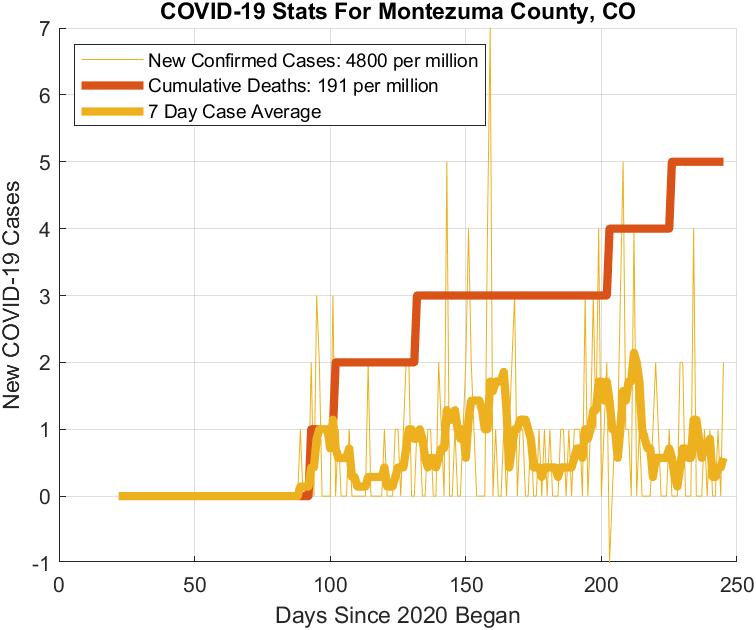 COVID-19 Stats For Montezuma County, CO
New Confirmed Cases: 4800 per million
Cumulative Deaths: 191 per million
7 Day Case Average
New COVID-19 Cases
7
6
5
4
3
2
1
0
-1
0 50 100 150 200 250
Days Since 2020 Began